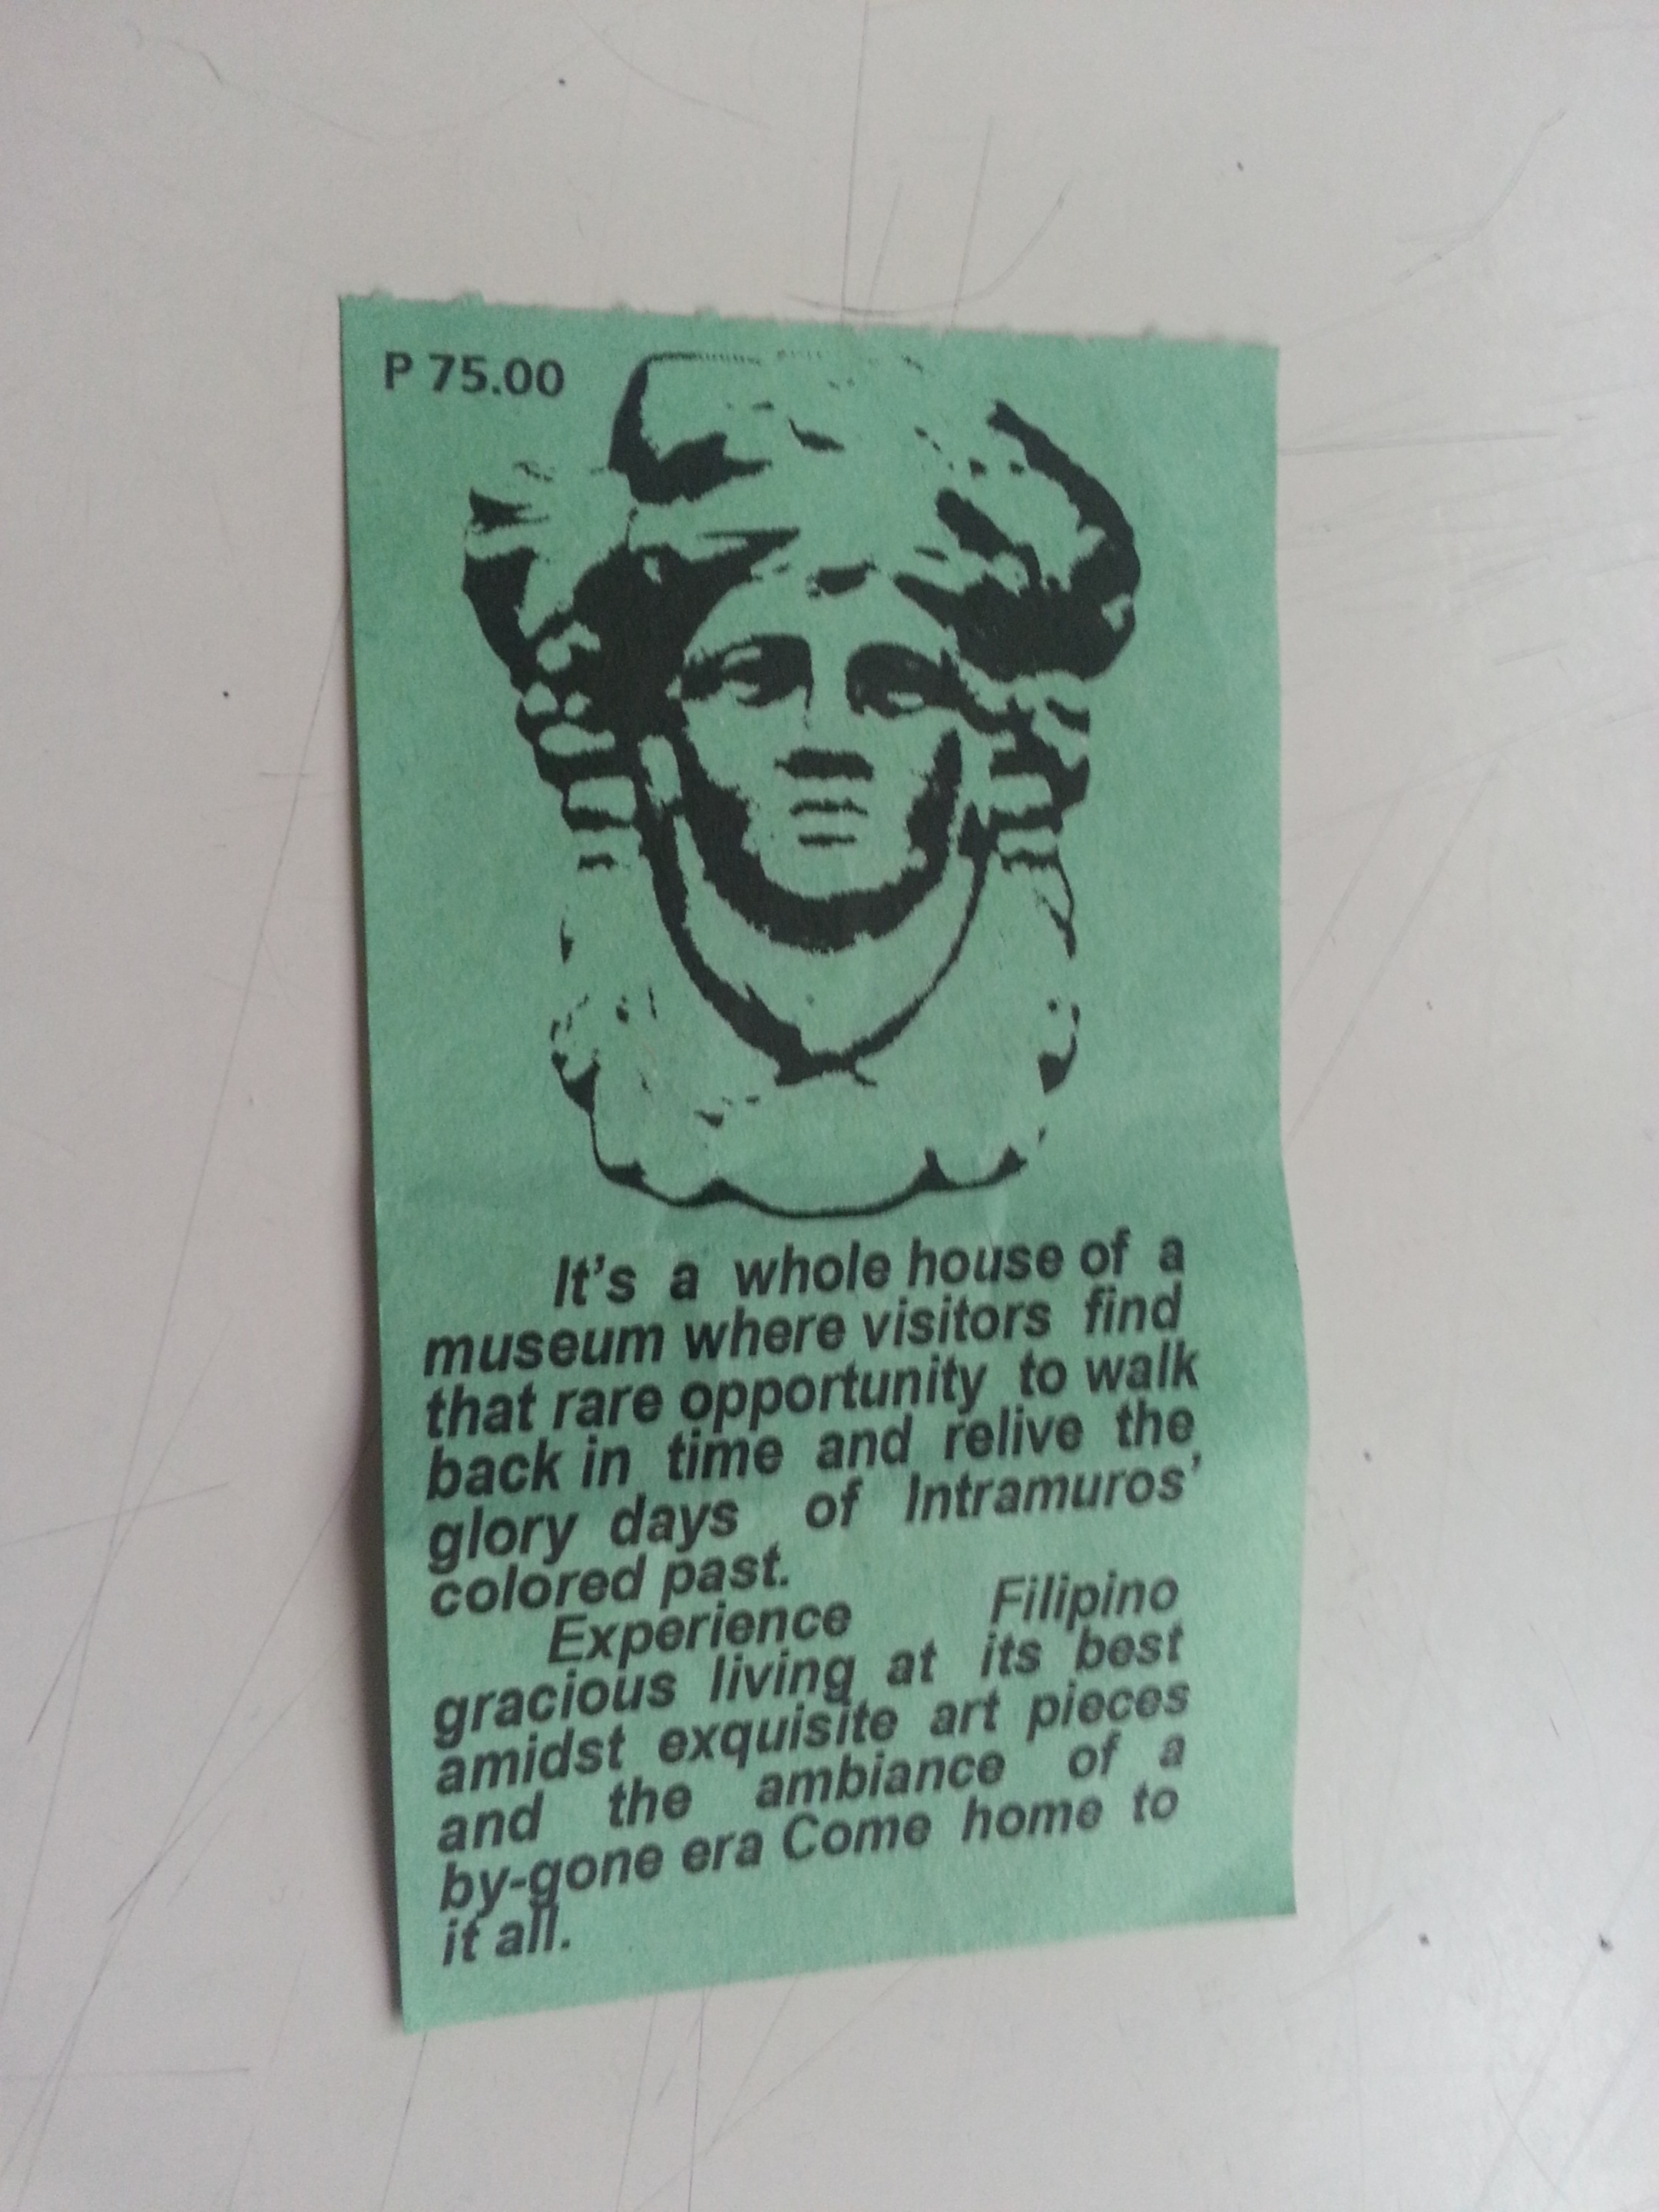 P 75.00
It's a whole house of a
museum where visitors find
that rare opportunity to walk
back in time and relive the
glory days of Intramuros'
colored past.
Experience Filipino
gracious living at its best
amidst exquisite art pieces
and the ambiance of a
by-gone era Come home to
it all.